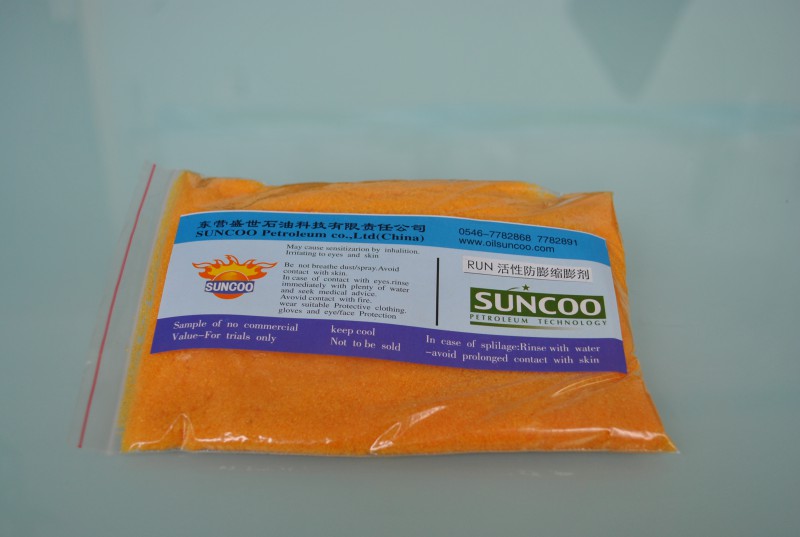 东营盛世石油科技有限责任公司
SUNCOO Petroleum co.,Ltd(China)
0546-7782868 7782891
www.oilsuncoo.com
SUNCOO
May cause sensitizarion by inhalition.
Irritating to eyes and skin
Be not breathe dust/spray.Avoid
contact with skin.
In case of contact with eyes.rinse
immediately with plenty of water
and seek medical advice.
Avovid contact with fire.
wear suitable Protective clothing.
gloves and eye/face Protection
RUN 活性防膨缩膨剂
SUNCOO
PETROLEUM TECHNOLOGY
Sample of no commercial
Value-For trials only
keep cool
Not to be sold
In case of splilage:Rinse with water
-avoid prolonged contact with skin